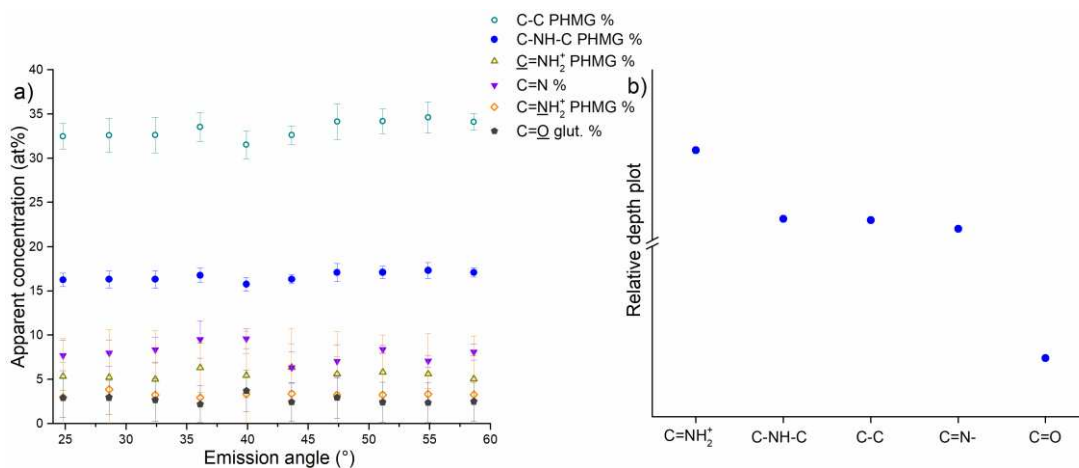 C-C PHMG %
C-NH-C PHMG %
C=NH₂⁺ PHMG %
C=N %
C=NH₂⁺ PHMG %
C=O glut. %
a)
Apparent concentration (at%)
40
35
30
25
20
15
10
5
0
25 30 35 40 45 50 55 60
Emission angle (°)
b)
Relative depth plot
C=NH₂⁺ C-NH-C C-C C=N- C=O